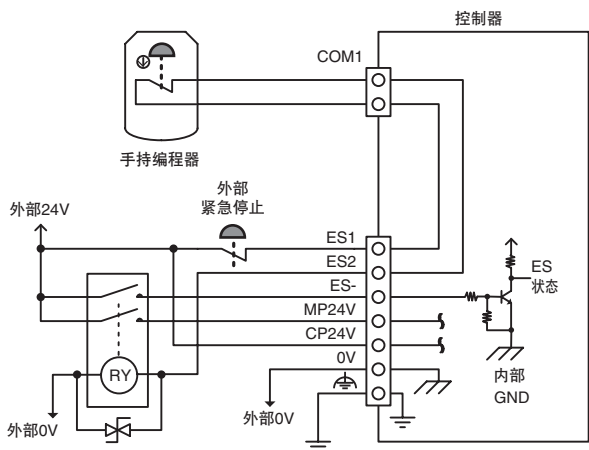 控制器
COM1
手持编程器
外部
紧急停止
外部24V
ES1
ES2
ES-
MP24V
CP24V
0V
ES
状态
RY
内部
GND
外部0V
外部0V